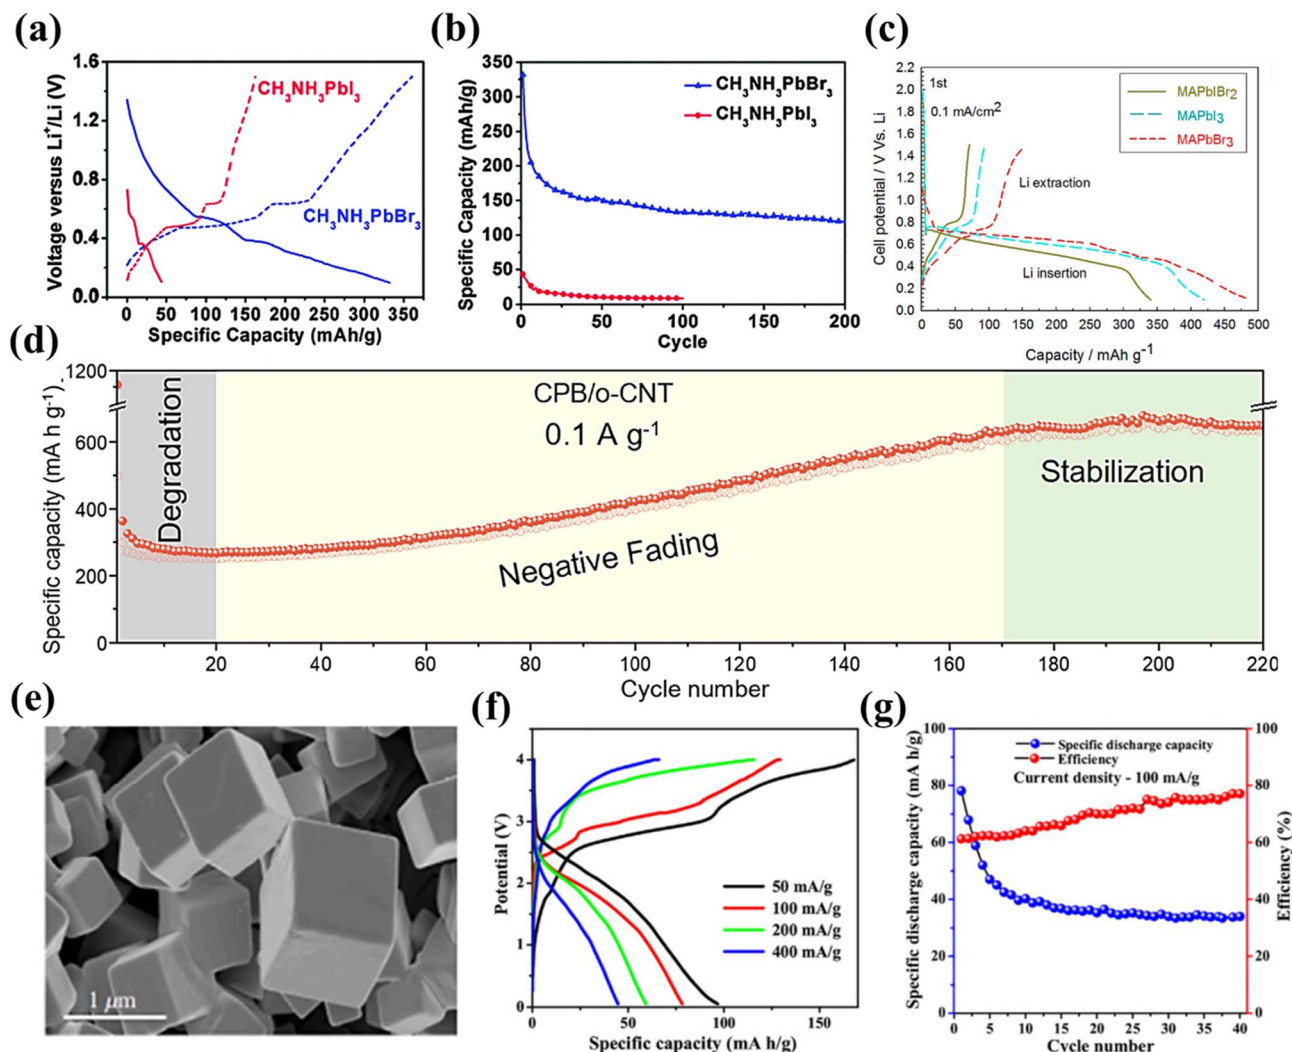 (a)
Voltage versus Li⁺/Li (V)
1.6
1.2
0.8
0.4
0.0
CH₃NH₃PbI₃
CH₃NH₃PbBr₃
0 50 100 150 200 250 300 350
Specific Capacity (mAh/g)
(b)
Specific Capacity (mAh/g)
350
300
250
200
150
100
50
0
CH₃NH₃PbBr₃
CH₃NH₃PbI₃
0 50 100 150 200
Cycle
(c)
Cell potential / V Vs. Li
2.2
2.0
1.8
1.6
1.4
1.2
1.0
0.8
0.6
0.4
0.2
0.0
1st
0.1 mA/cm²
MAPbIBr₂
MAPbI₃
MAPbBr₃
Li extraction
Li insertion
0 50 100 150 200 250 300 350 400 450 500
Capacity / mAh g⁻¹
(d)
Specific capacity (mA h g⁻¹)
1200
600
400
200
0
Degradation
CPB/o-CNT
0.1 A g⁻¹
Negative Fading
Stabilization
20 40 60 80 100 120 140 160 180 200 220
Cycle number
(e)
1 μm
(f)
Potential (V)
5
4
3
2
1
0
50 mA/g
100 mA/g
200 mA/g
400 mA/g
0 50 100 150
Specific capacity (mA h/g)
(g)
Specific discharge capacity (mA h/g)
100
80
60
40
20
0
Specific discharge capacity
Efficiency
Current density - 100 mA/g
100
80
60
40
20
0
Efficiency (%)
0 5 10 15 20 25 30 35 40
Cycle number